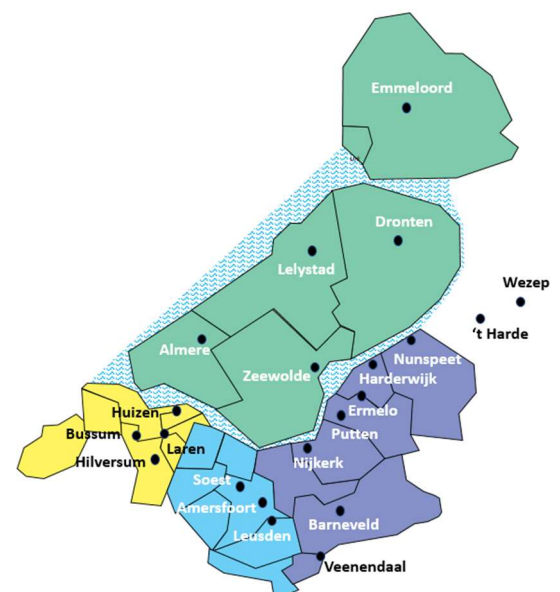 Emmeloord
Urk
Dronten
Lelystad
Wezep
't Harde
Almere
Zeewolde
Nunspeet
Harderwijk
Huizen
Ermelo
Bussum
Putten
Laren
Hilversum
Nijkerk
Soest
Amersfoort
Barneveld
Leusden
Veenendaal